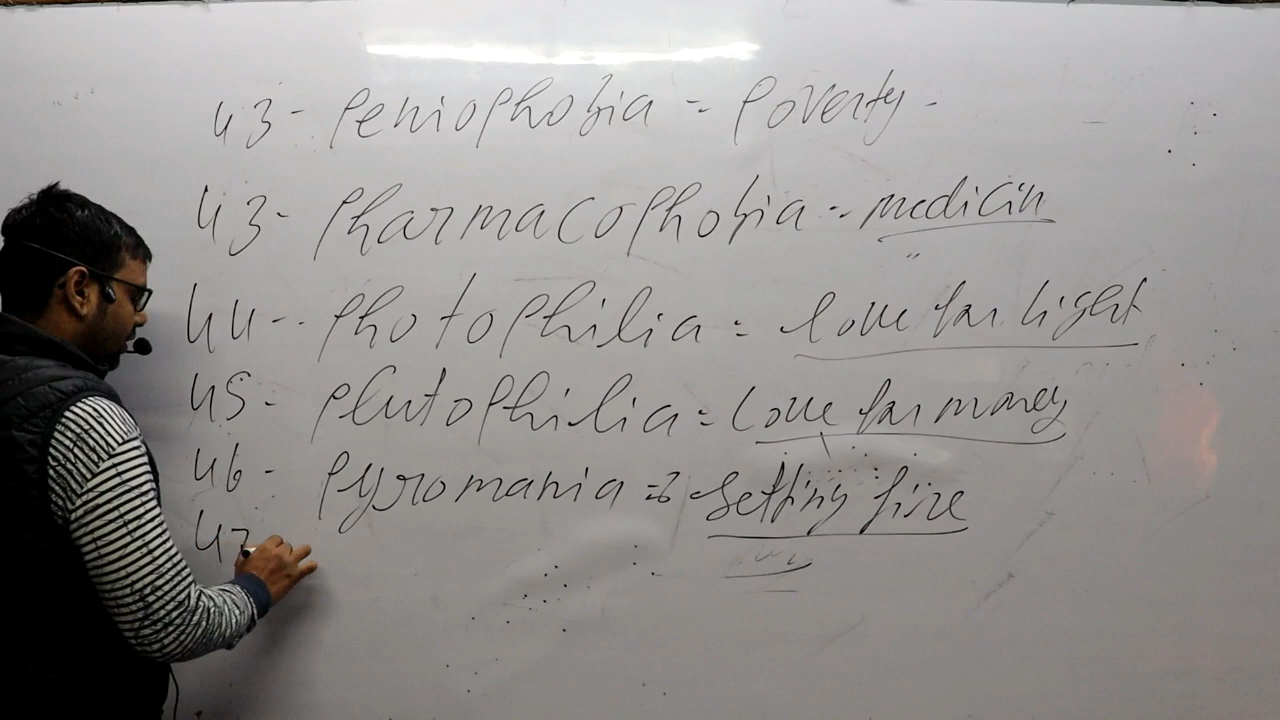 43- Peniophobia = Poverty -
43- Pharmacophobia - medicin
44- Photophilia = love for light
45- Plutophilia = Love for money
46- Pyromania = setting fire
47